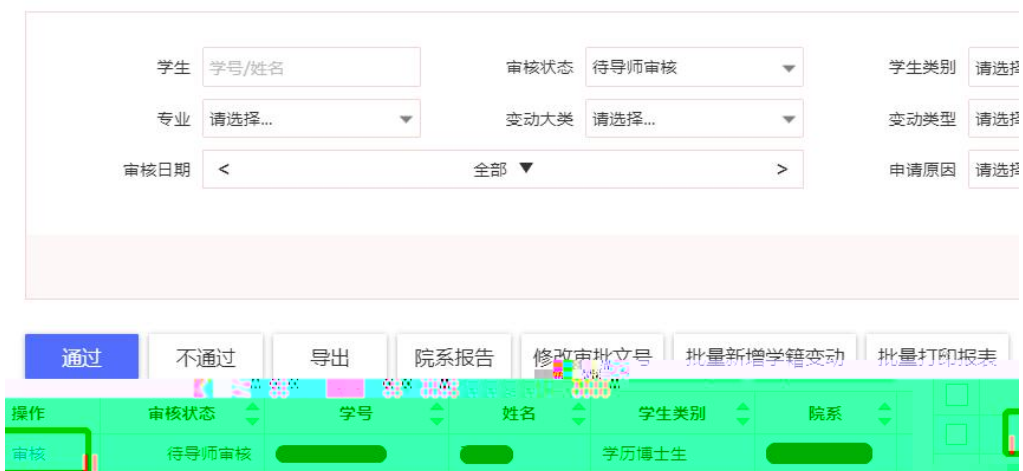 学生 学号/姓名 审核状态 待导师审核 学生类别 请选择
专业 请选择... 变动大类 请选择... 变动类型 请选择
审核日期 < 全部 ▼ > 申请原因 请选择
通过 不通过 导出 院系报告 修改审批文号 批量新增学籍变动 批量打印报表
操作 审核状态 学号 姓名 学生类别 院系
审核 待导师审核 学历博士生